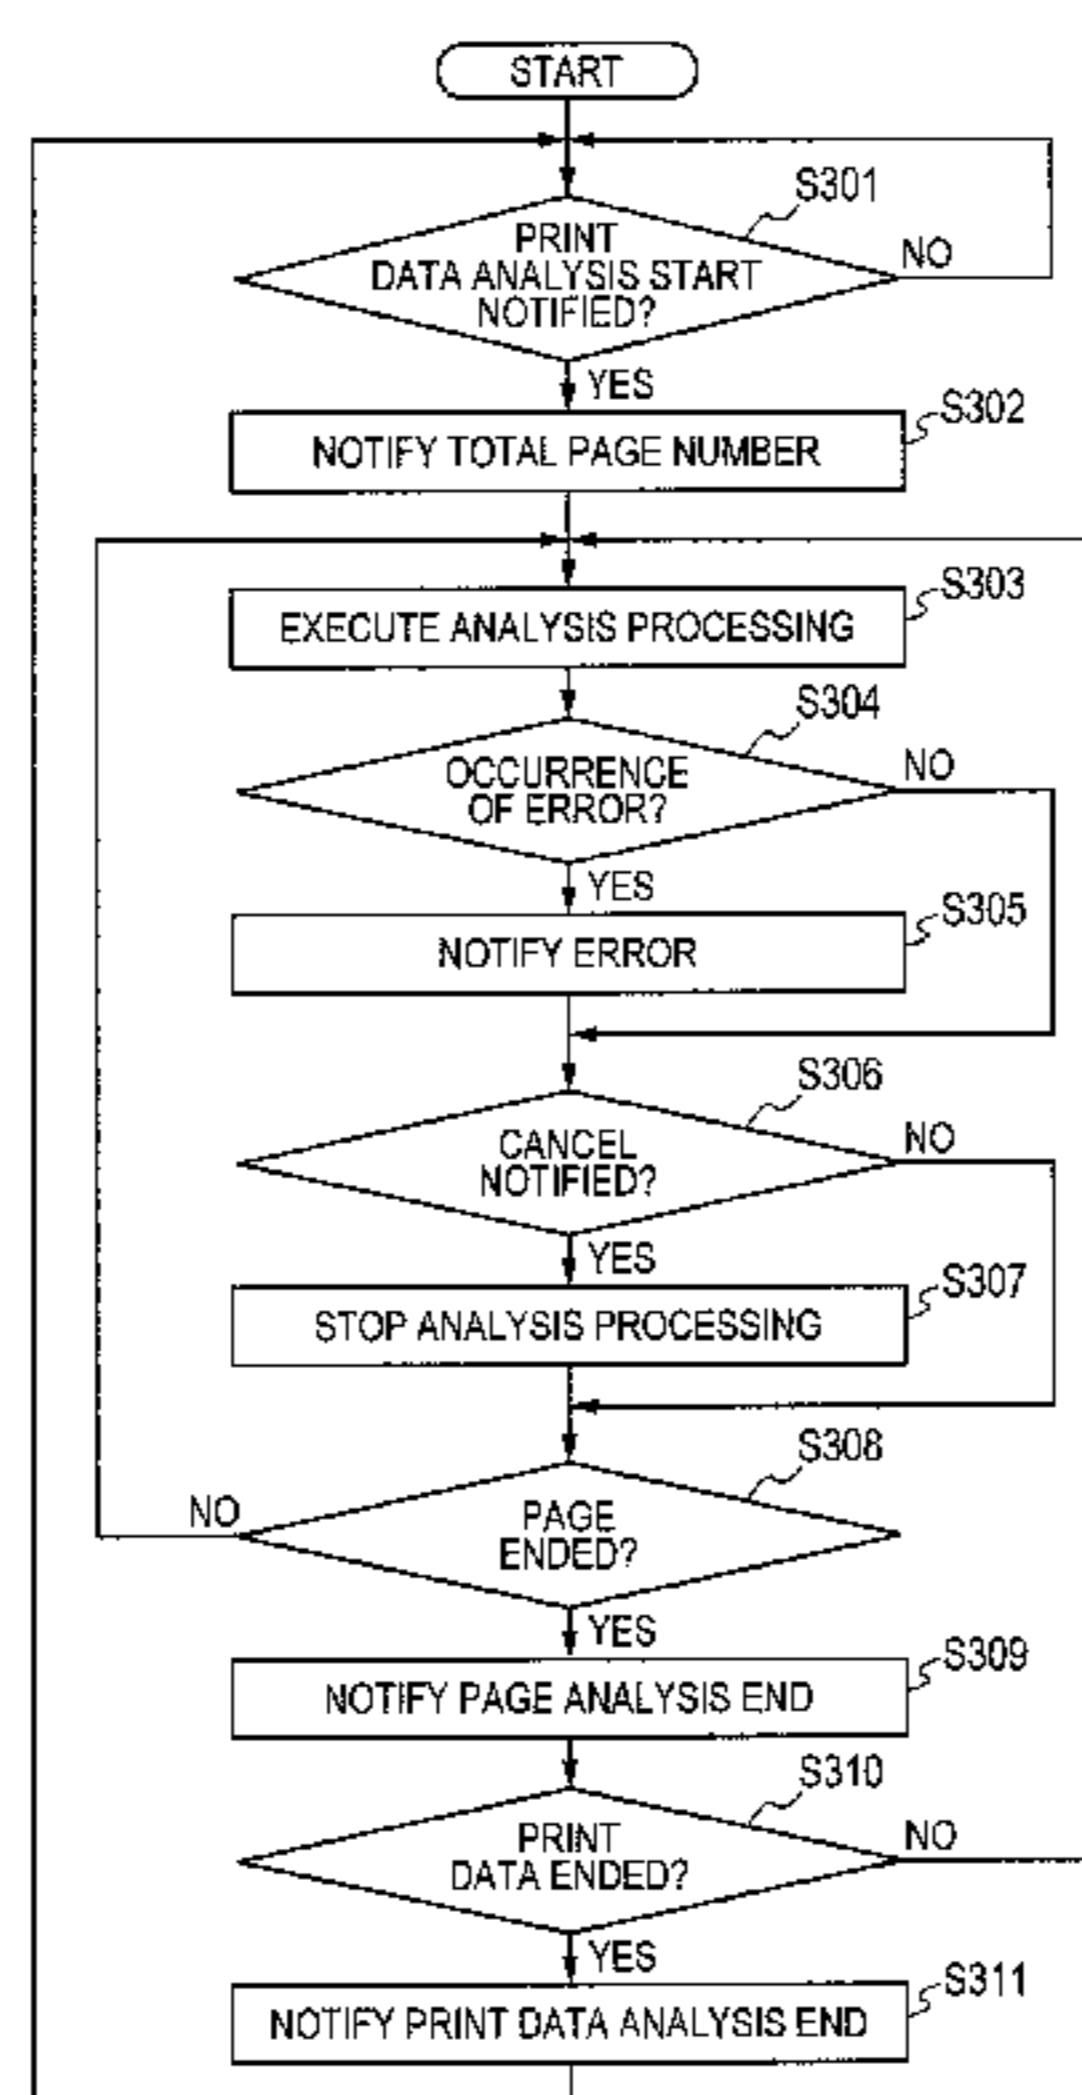 START
S301
PRINT
DATA ANALYSIS START
NOTIFIED?
NO
YES
S302
NOTIFY TOTAL PAGE NUMBER
S303
EXECUTE ANALYSIS PROCESSING
S304
OCCURRENCE
OF ERROR?
NO
YES
S305
NOTIFY ERROR
S306
CANCEL
NOTIFIED?
NO
YES
S307
STOP ANALYSIS PROCESSING
S308
PAGE
ENDED?
NO
YES
S309
NOTIFY PAGE ANALYSIS END
S310
PRINT
DATA ENDED?
NO
YES
S311
NOTIFY PRINT DATA ANALYSIS END